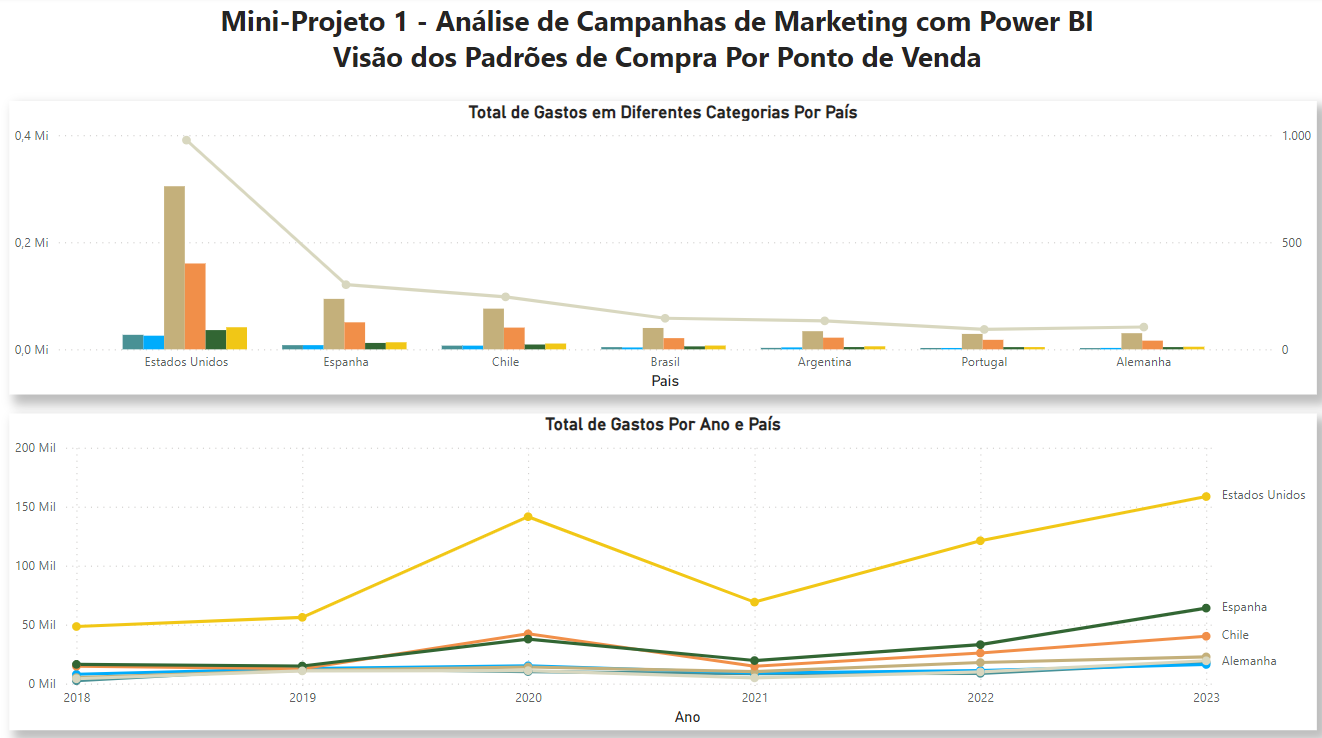 Mini-Projeto 1 - Análise de Campanhas de Marketing com Power BI
Visão dos Padrões de Compra Por Ponto de Venda
Total de Gastos em Diferentes Categorias Por País
0,4 Mi
1.000
0,2 Mi
500
0,0 Mi
0
Estados Unidos
Espanha
Chile
Brasil
Argentina
Portugal
Alemanha
Pais
Total de Gastos Por Ano e País
200 Mil
150 Mil
100 Mil
50 Mil
0 Mil
Estados Unidos
Espanha
Chile
Alemanha
2018
2019
2020
2021
2022
2023
Ano